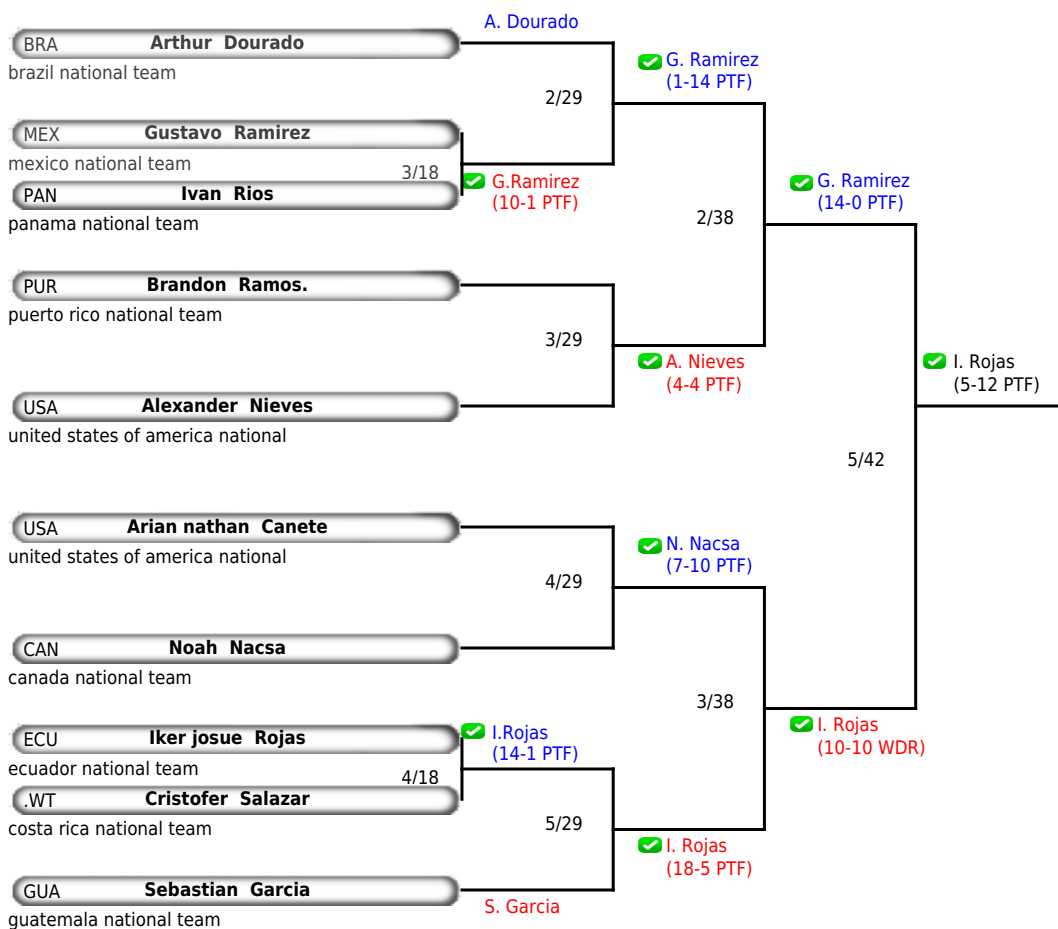 A. Dourado
BRA Arthur Dourado
brazil national team
G. Ramirez
(1-14 PTF)
2/29
MEX Gustavo Ramirez
mexico national team
3/18
G.Ramirez
(10-1 PTF)
PAN Ivan Rios
panama national team
G. Ramirez
(14-0 PTF)
2/38
PUR Brandon Ramos.
puerto rico national team
3/29
A. Nieves
(4-4 PTF)
I. Rojas
(5-12 PTF)
USA Alexander Nieves
united states of america national
5/42
USA Arian nathan Canete
united states of america national
N. Nacsa
(7-10 PTF)
4/29
CAN Noah Nacsa
canada national team
3/38
I. Rojas
(10-10 WDR)
ECU Iker josue Rojas
ecuador national team
I.Rojas
(14-1 PTF)
4/18
.WT Cristofer Salazar
costa rica national team
5/29
I. Rojas
(18-5 PTF)
GUA Sebastian Garcia
guatemala national team
S. Garcia